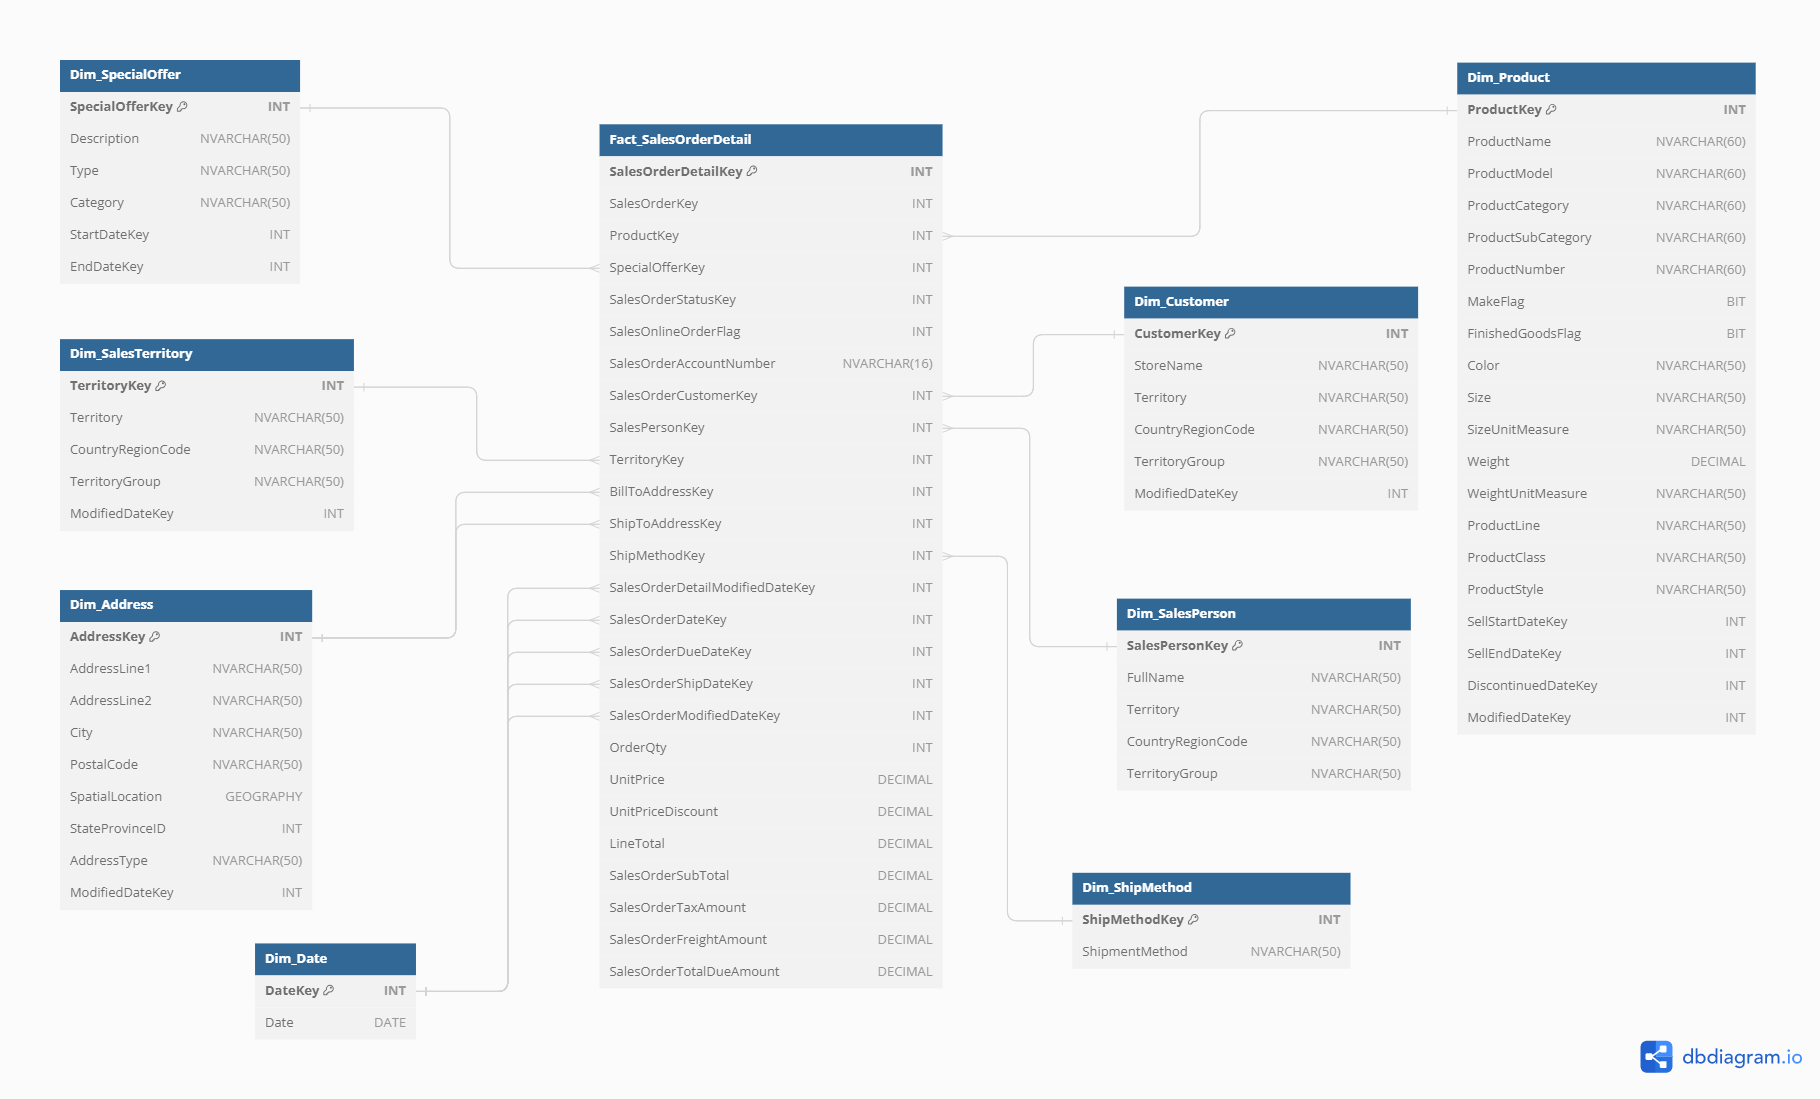 Dim_SpecialOffer
SpecialOfferKey INT
Description NVARCHAR(50)
Type NVARCHAR(50)
Category NVARCHAR(50)
StartDateKey INT
EndDateKey INT
Dim_SalesTerritory
TerritoryKey INT
Territory NVARCHAR(50)
CountryRegionCode NVARCHAR(50)
TerritoryGroup NVARCHAR(50)
ModifiedDateKey INT
Dim_Address
AddressKey INT
AddressLine1 NVARCHAR(50)
AddressLine2 NVARCHAR(50)
City NVARCHAR(50)
PostalCode NVARCHAR(50)
SpatialLocation GEOGRAPHY
StateProvinceID INT
AddressType NVARCHAR(50)
ModifiedDateKey INT
Dim_Date
DateKey INT
Date DATE
Fact_SalesOrderDetail
SalesOrderDetailKey INT
SalesOrderKey INT
ProductKey INT
SpecialOfferKey INT
SalesOrderStatusKey INT
SalesOnlineOrderFlag INT
SalesOrderAccountNumber NVARCHAR(16)
SalesOrderCustomerKey INT
SalesPersonKey INT
TerritoryKey INT
BillToAddressKey INT
ShipToAddressKey INT
ShipMethodKey INT
SalesOrderDetailModifiedDateKey INT
SalesOrderDateKey INT
SalesOrderDueDateKey INT
SalesOrderShipDateKey INT
SalesOrderModifiedDateKey INT
OrderQty INT
UnitPrice DECIMAL
UnitPriceDiscount DECIMAL
LineTotal DECIMAL
SalesOrderSubTotal DECIMAL
SalesOrderTaxAmount DECIMAL
SalesOrderFreightAmount DECIMAL
SalesOrderTotalDueAmount DECIMAL
Dim_Customer
CustomerKey INT
StoreName NVARCHAR(50)
Territory NVARCHAR(50)
CountryRegionCode NVARCHAR(50)
TerritoryGroup NVARCHAR(50)
ModifiedDateKey INT
Dim_SalesPerson
SalesPersonKey INT
FullName NVARCHAR(50)
Territory NVARCHAR(50)
CountryRegionCode NVARCHAR(50)
TerritoryGroup NVARCHAR(50)
Dim_ShipMethod
ShipMethodKey INT
ShipmentMethod NVARCHAR(50)
Dim_Product
ProductKey INT
ProductName NVARCHAR(60)
ProductModel NVARCHAR(60)
ProductCategory NVARCHAR(60)
ProductSubCategory NVARCHAR(60)
ProductNumber NVARCHAR(60)
MakeFlag BIT
FinishedGoodsFlag BIT
Color NVARCHAR(50)
Size NVARCHAR(50)
SizeUnitMeasure NVARCHAR(50)
Weight DECIMAL
WeightUnitMeasure NVARCHAR(50)
ProductLine NVARCHAR(50)
ProductClass NVARCHAR(50)
ProductStyle NVARCHAR(50)
SellStartDateKey INT
SellEndDateKey INT
DiscontinuedDateKey INT
ModifiedDateKey INT
dbdiagram.io